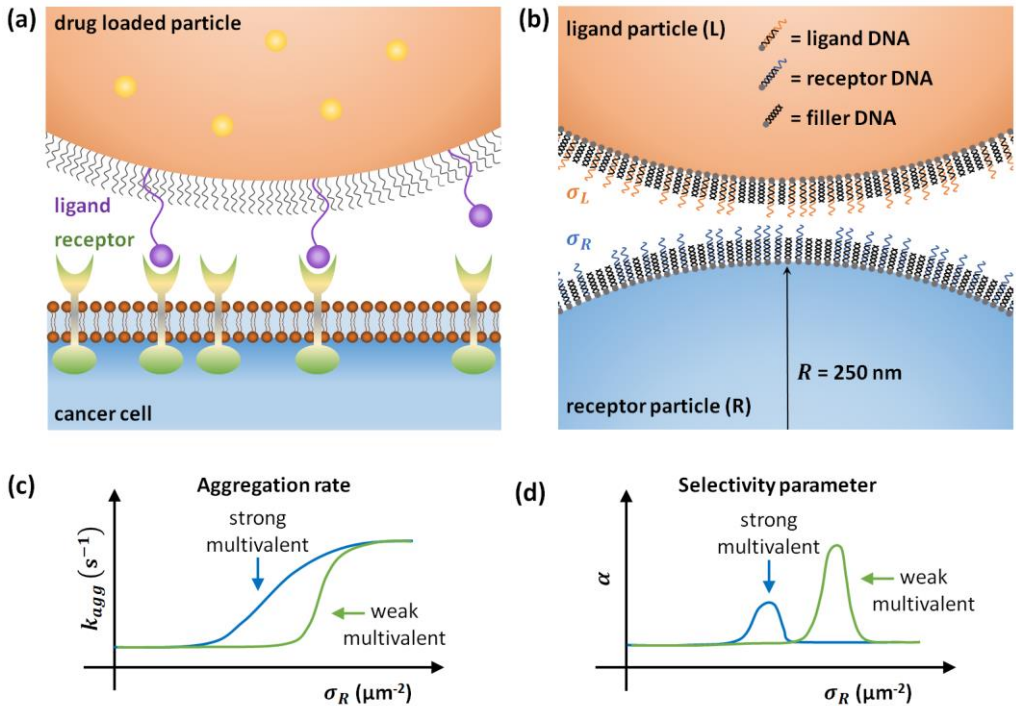 (a)
drug loaded particle
ligand
receptor
cancer cell
(b)
ligand particle (L)
= ligand DNA
= receptor DNA
= filler DNA
σL
σR
R = 250 nm
receptor particle (R)
(c)
Aggregation rate
strong
multivalent
weak
multivalent
kagg (s⁻¹)
σR (μm⁻²)
(d)
Selectivity parameter
strong
multivalent
weak
multivalent
α
σR (μm⁻²)